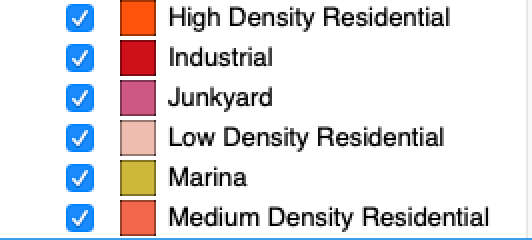 High Density Residential
Industrial
Junkyard
Low Density Residential
Marina
Medium Density Residential